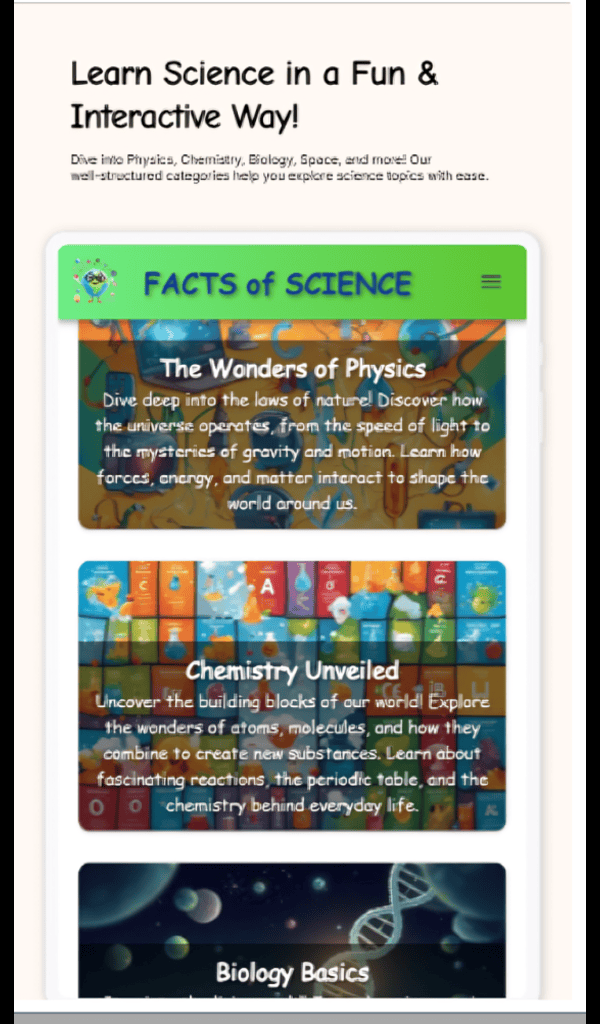 Learn Science in a Fun &
Interactive Way!
Dive into Physics, Chemistry, Biology, Space, and more! Our
well-structured categories help you explore science topics with ease.
FACTS of SCIENCE
The Wonders of Physics
Dive deep into the laws of nature! Discover how
the universe operates, from the speed of light to
the mysteries of gravity and motion. Learn how
forces, energy, and matter interact to shape the
world around us.
A
Chemistry Unveiled
Uncover the building blocks of our world! Explore
the wonders of atoms, molecules, and how they
combine to create new substances. Learn about
fascinating reactions, the periodic table, and the
chemistry behind everyday life.
Biology Basics